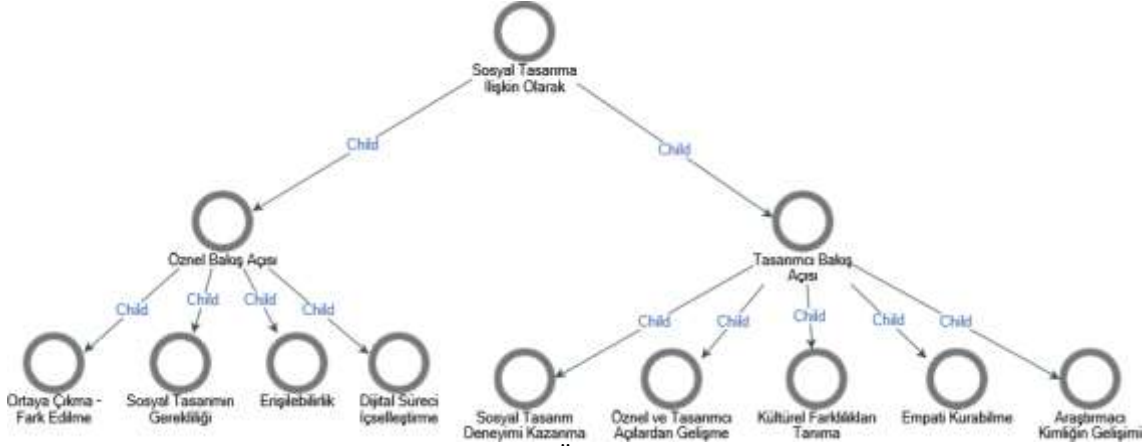 Sosyal Tasarıma
İlişkin Olarak
Child
Child
Öznel Bakış Açısı
Tasarımcı Bakış
Açısı
Child
Child
Child
Child
Child
Child
Child
Child
Child
Ortaya Çıkma -
Fark Edilme
Sosyal Tasarımın
Gerekliliği
Erişilebilirlik
Dijital Süreci
İçselleştirme
Sosyal Tasarım
Deneyimi Kazanma
Öznel ve Tasarımcı
Açılardan Gelişme
Kültürel Farklılıkları
Tanıma
Empati Kurabilme
Araştırmacı
Kimliğin Gelişimi